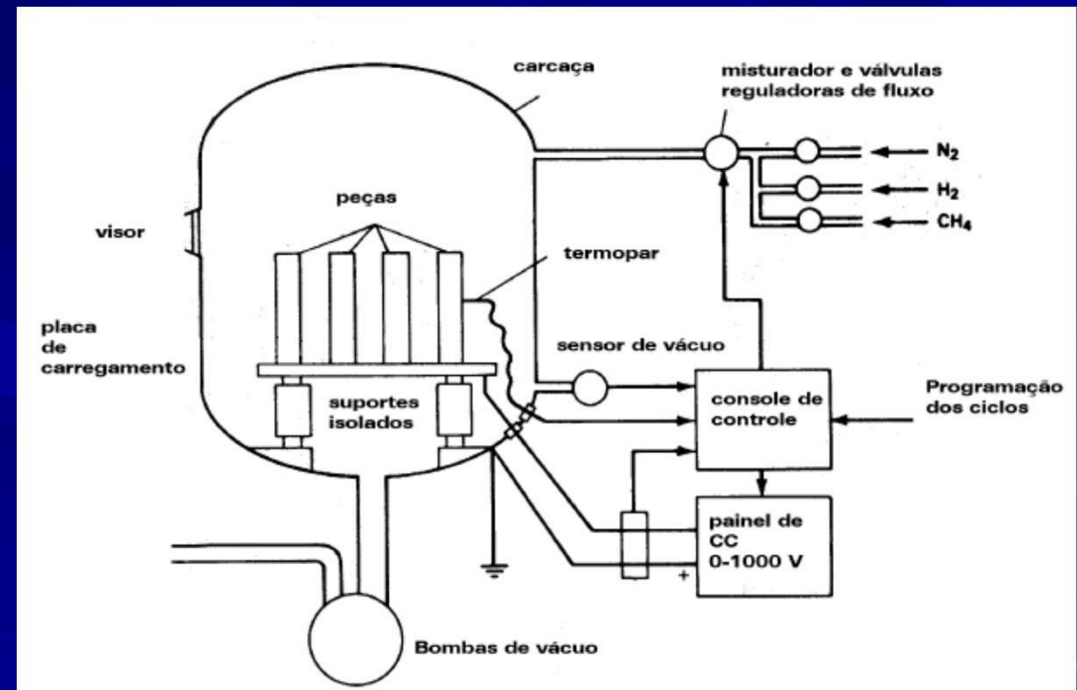 carcaça
misturador e válvulas
reguladoras de fluxo
N₂
H₂
CH₄
peças
visor
termopar
placa
de
carregamento
sensor de vácuo
suportes
isolados
console de
controle
Programação
dos ciclos
painel de
CC
0-1000 V
+
Bombas de vácuo